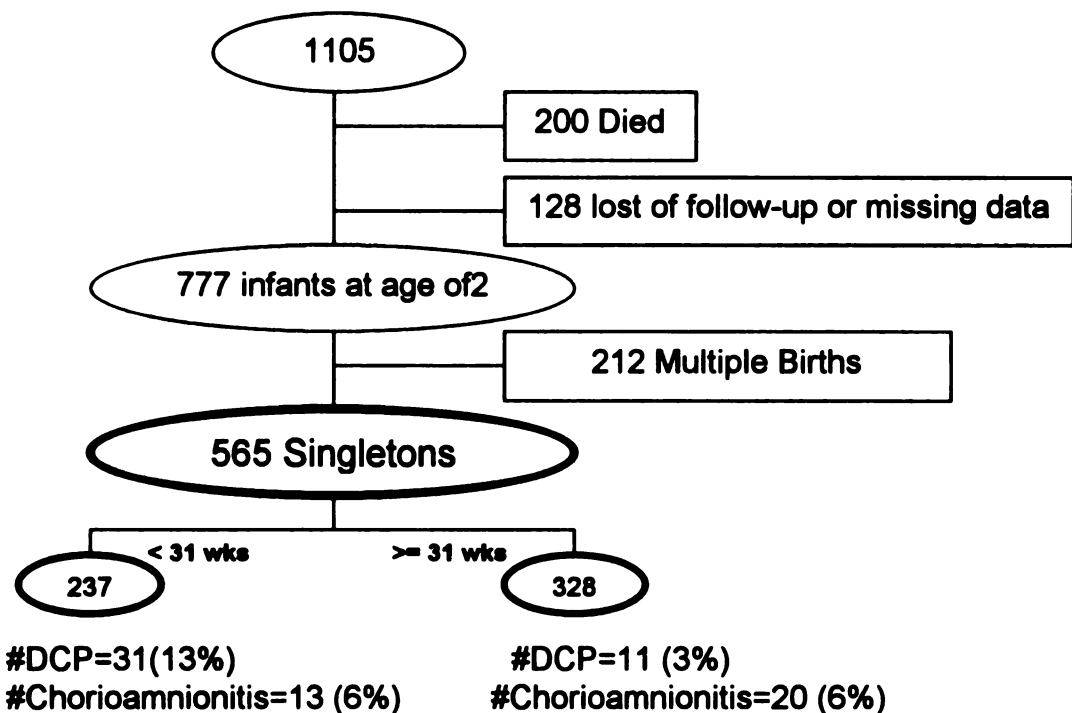 1105
200 Died
128 lost of follow-up or missing data
777 infants at age of2
212 Multiple Births
565 Singletons
< 31 wks
>= 31 wks
237
328
#DCP=31(13%)
#Chorioamnionitis=13 (6%)
#DCP=11 (3%)
#Chorioamnionitis=20 (6%)